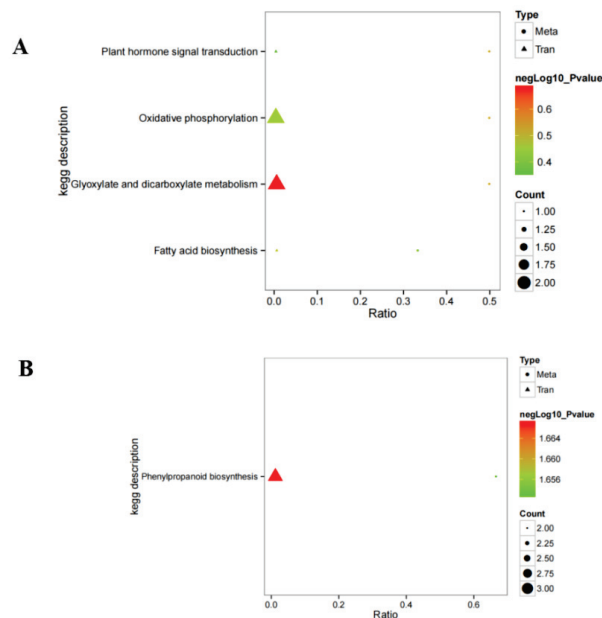 A
Plant hormone signal transduction
Oxidative phosphorylation
Glyoxylate and dicarboxylate metabolism
Fatty acid biosynthesis
kegg description
0.0 0.1 0.2 0.3 0.4 0.5
Ratio
Type
Meta
Tran
negLog10_Pvalue
0.6
0.5
0.4
Count
1.00
1.25
1.50
1.75
2.00
B
Phenylpropanoid biosynthesis
kegg description
0.0 0.2 0.4 0.6
Ratio
Type
Meta
Tran
negLog10_Pvalue
1.664
1.660
1.656
Count
2.00
2.25
2.50
2.75
3.00